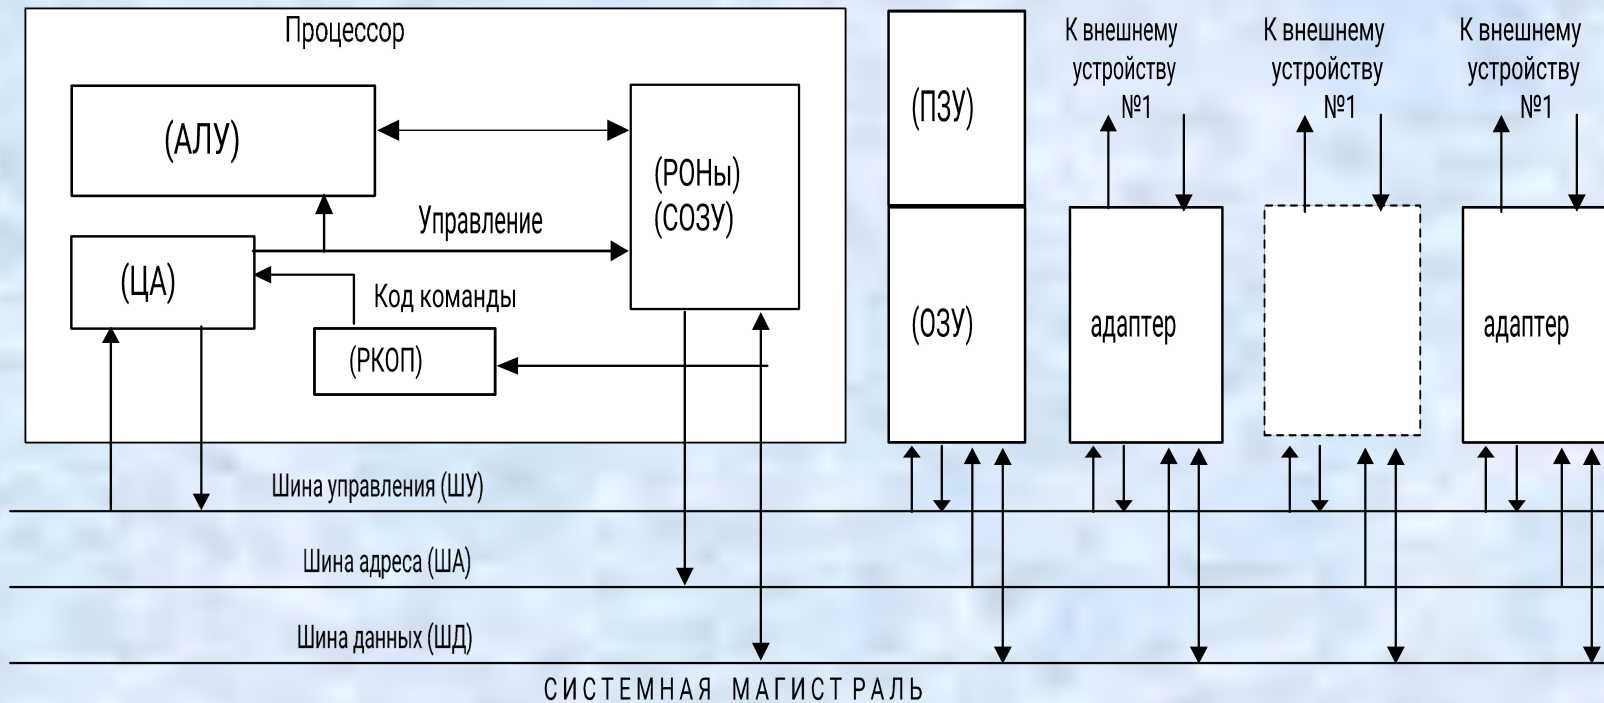 Процессор
(АЛУ)
(РОНы)
(СОЗУ)
Управление
(ЦА)
Код команды
(РКОП)
(ПЗУ)
(ОЗУ)
К внешнему
устройству
№1
К внешнему
устройству
№1
К внешнему
устройству
№1
адаптер
адаптер
Шина управления (ШУ)
Шина адреса (ША)
Шина данных (ШД)
СИСТЕМНАЯ МАГИСТРАЛЬ